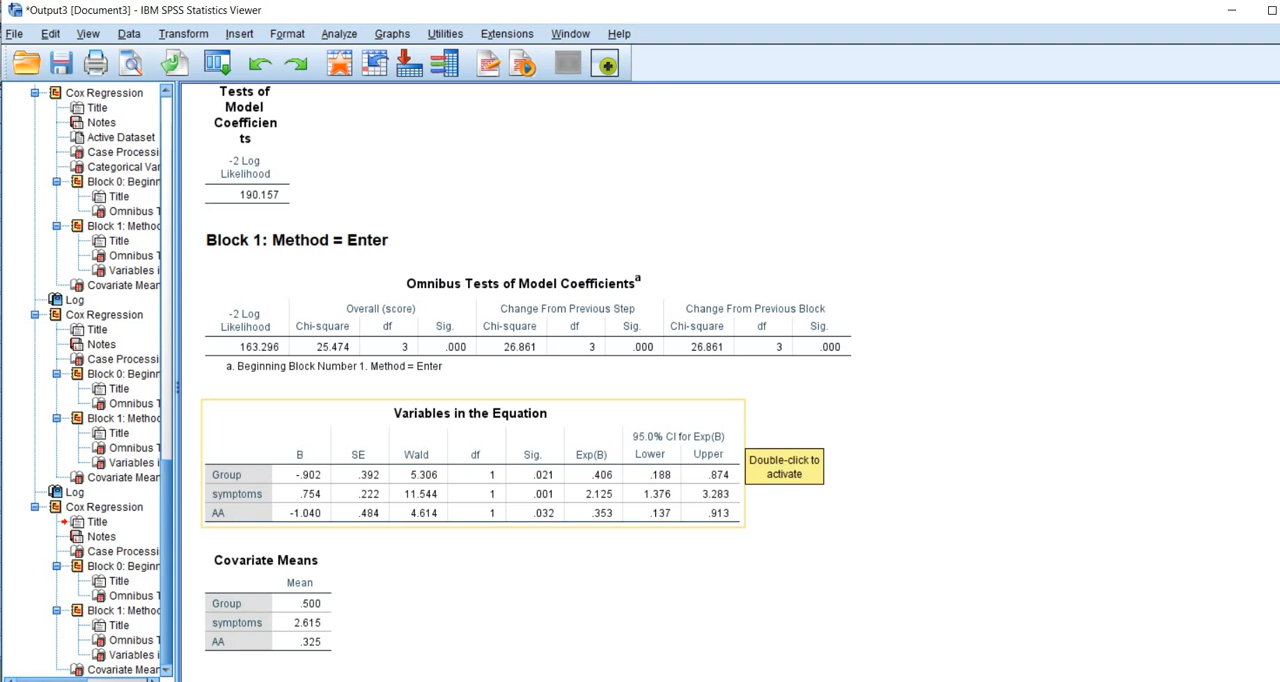 *Output3 [Document3] - IBM SPSS Statistics Viewer
File Edit View Data Transform Insert Format Analyze Graphs Utilities Extensions Window Help
Cox Regression
Title
Notes
Active Dataset
Case Processi
Categorical Var
Block 0: Beginn
Title
Omnibus T
Block 1: Method
Title
Omnibus T
Variables i
Covariate Mear
Log
Cox Regression
Title
Notes
Case Processi
Block 0: Beginn
Title
Omnibus T
Block 1: Method
Title
Omnibus T
Variables i
Covariate Mear
Log
Cox Regression
Title
Notes
Case Processi
Block 0: Beginn
Title
Omnibus T
Block 1: Method
Title
Omnibus T
Variables i
Covariate Mear
Tests of
Model
Coefficien
ts
-2 Log
Likelihood
190.157
Block 1: Method = Enter
Omnibus Tests of Model Coefficients a
-2 Log Likelihood Overall (score) Change From Previous Step Change From Previous Block
Chi-square df Sig. Chi-square df Sig. Chi-square df Sig.
163.296 25.474 3 .000 26.861 3 .000 26.861 3 .000
a. Beginning Block Number 1. Method = Enter
Variables in the Equation
95.0% CI for Exp(B)
B SE Wald df Sig. Exp(B) Lower Upper
Group -.902 .392 5.306 1 .021 .406 .188 .874
symptoms .754 .222 11.544 1 .001 2.125 1.376 3.283
AA -1.040 .484 4.614 1 .032 .353 .137 .913
Double-click to
activate
Covariate Means
Mean
Group .500
symptoms 2.615
AA .325